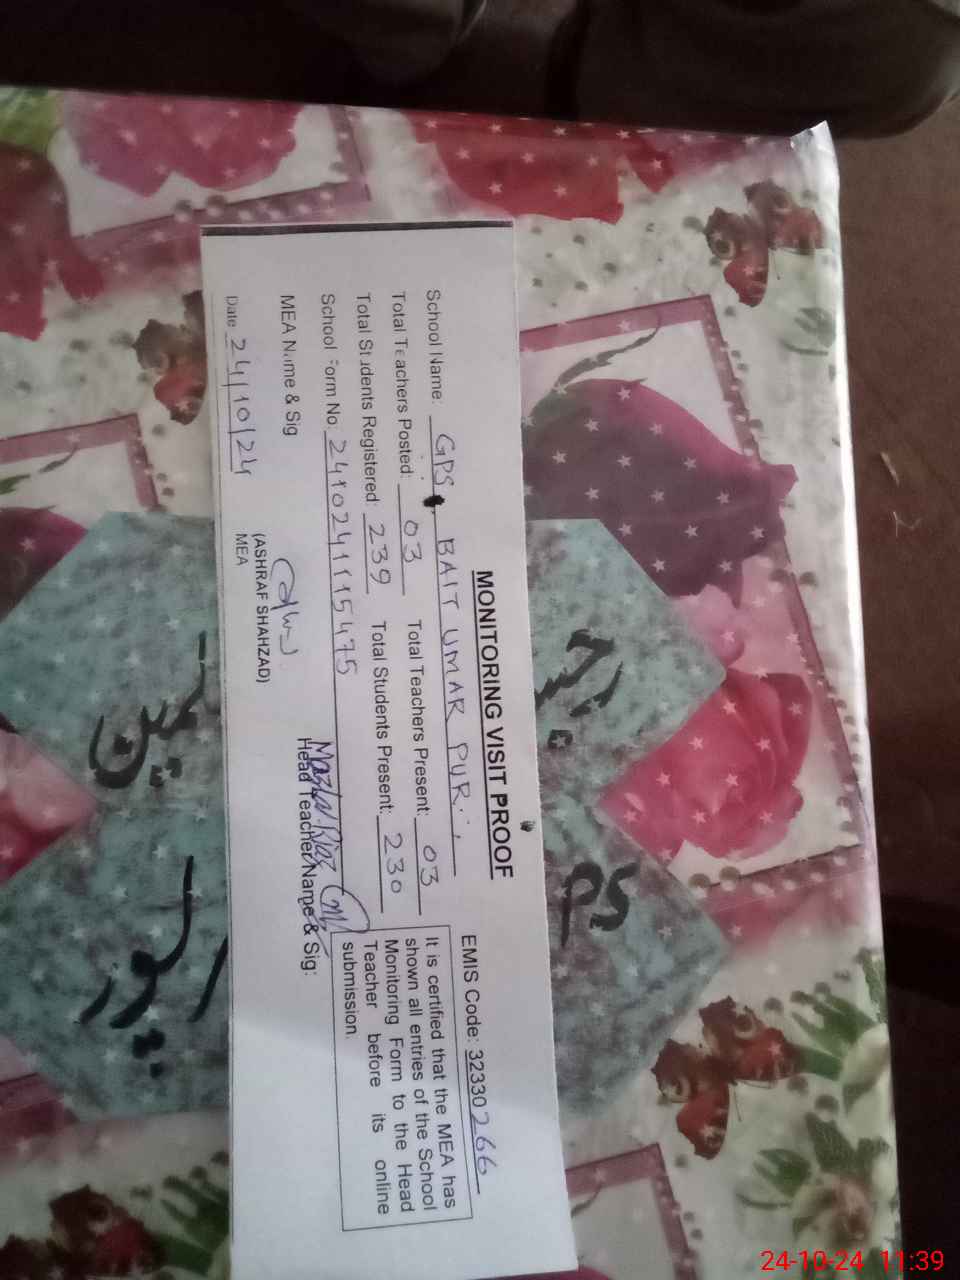 MONITORING VISIT PROOF
EMIS Code: 32330266
School Name: GPS BAIT UMAR PUR
Total Teachers Posted: 03 Total Teachers Present: 03
Total Students Registered: 239 Total Students Present: 230
School Form No: 2410241115475
It is certified that the MEA has
shown all entries of the School
Monitoring Form to the Head
Teacher before its online
submission.
MEA Name & Sig
Head Teacher Name & Sig:
(ASHRAF SHAHZAD)
MEA
Date 24/10/24
24-10-24 11:39